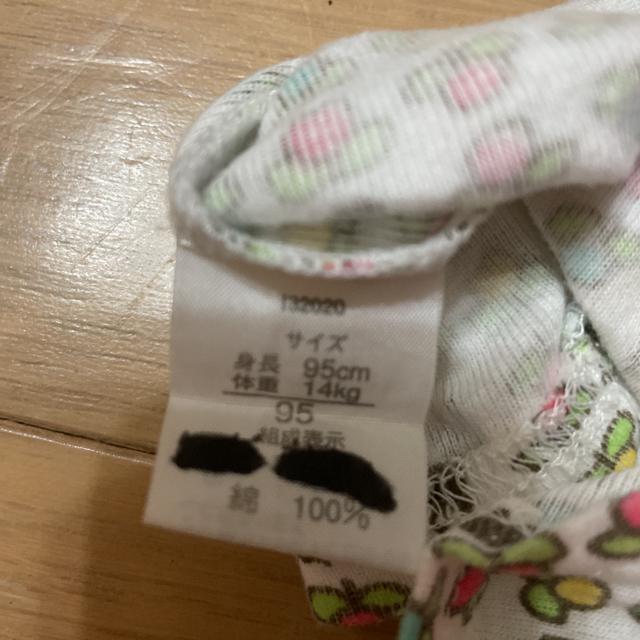 132020
サイズ
身長 95cm
体重 14kg
95
組成表示
綿 100%